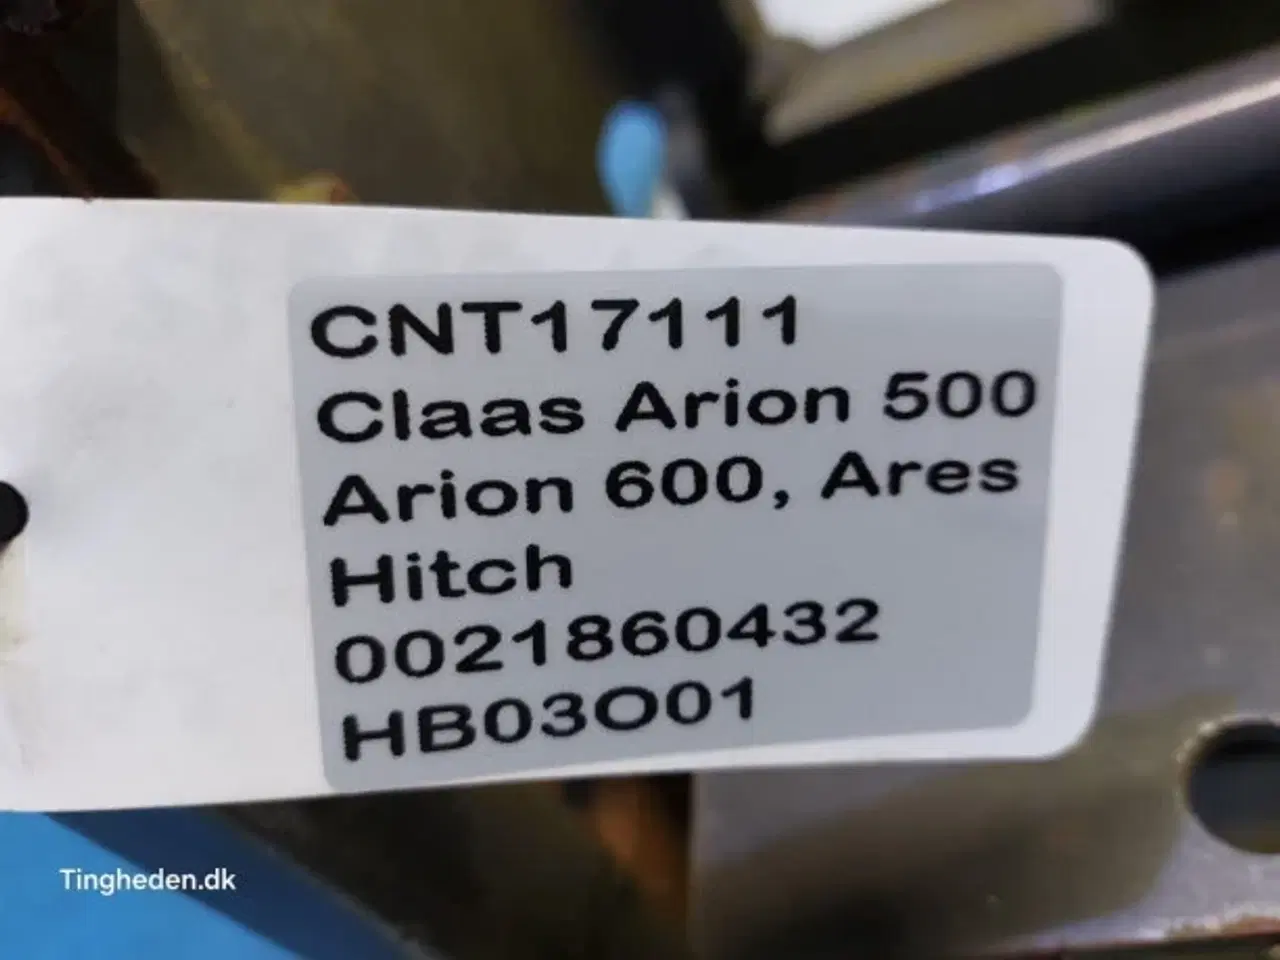 CNT17111
Claas Arion 500
Arion 600, Ares
Hitch
0021860432
HB03O01
Tingheden.dk